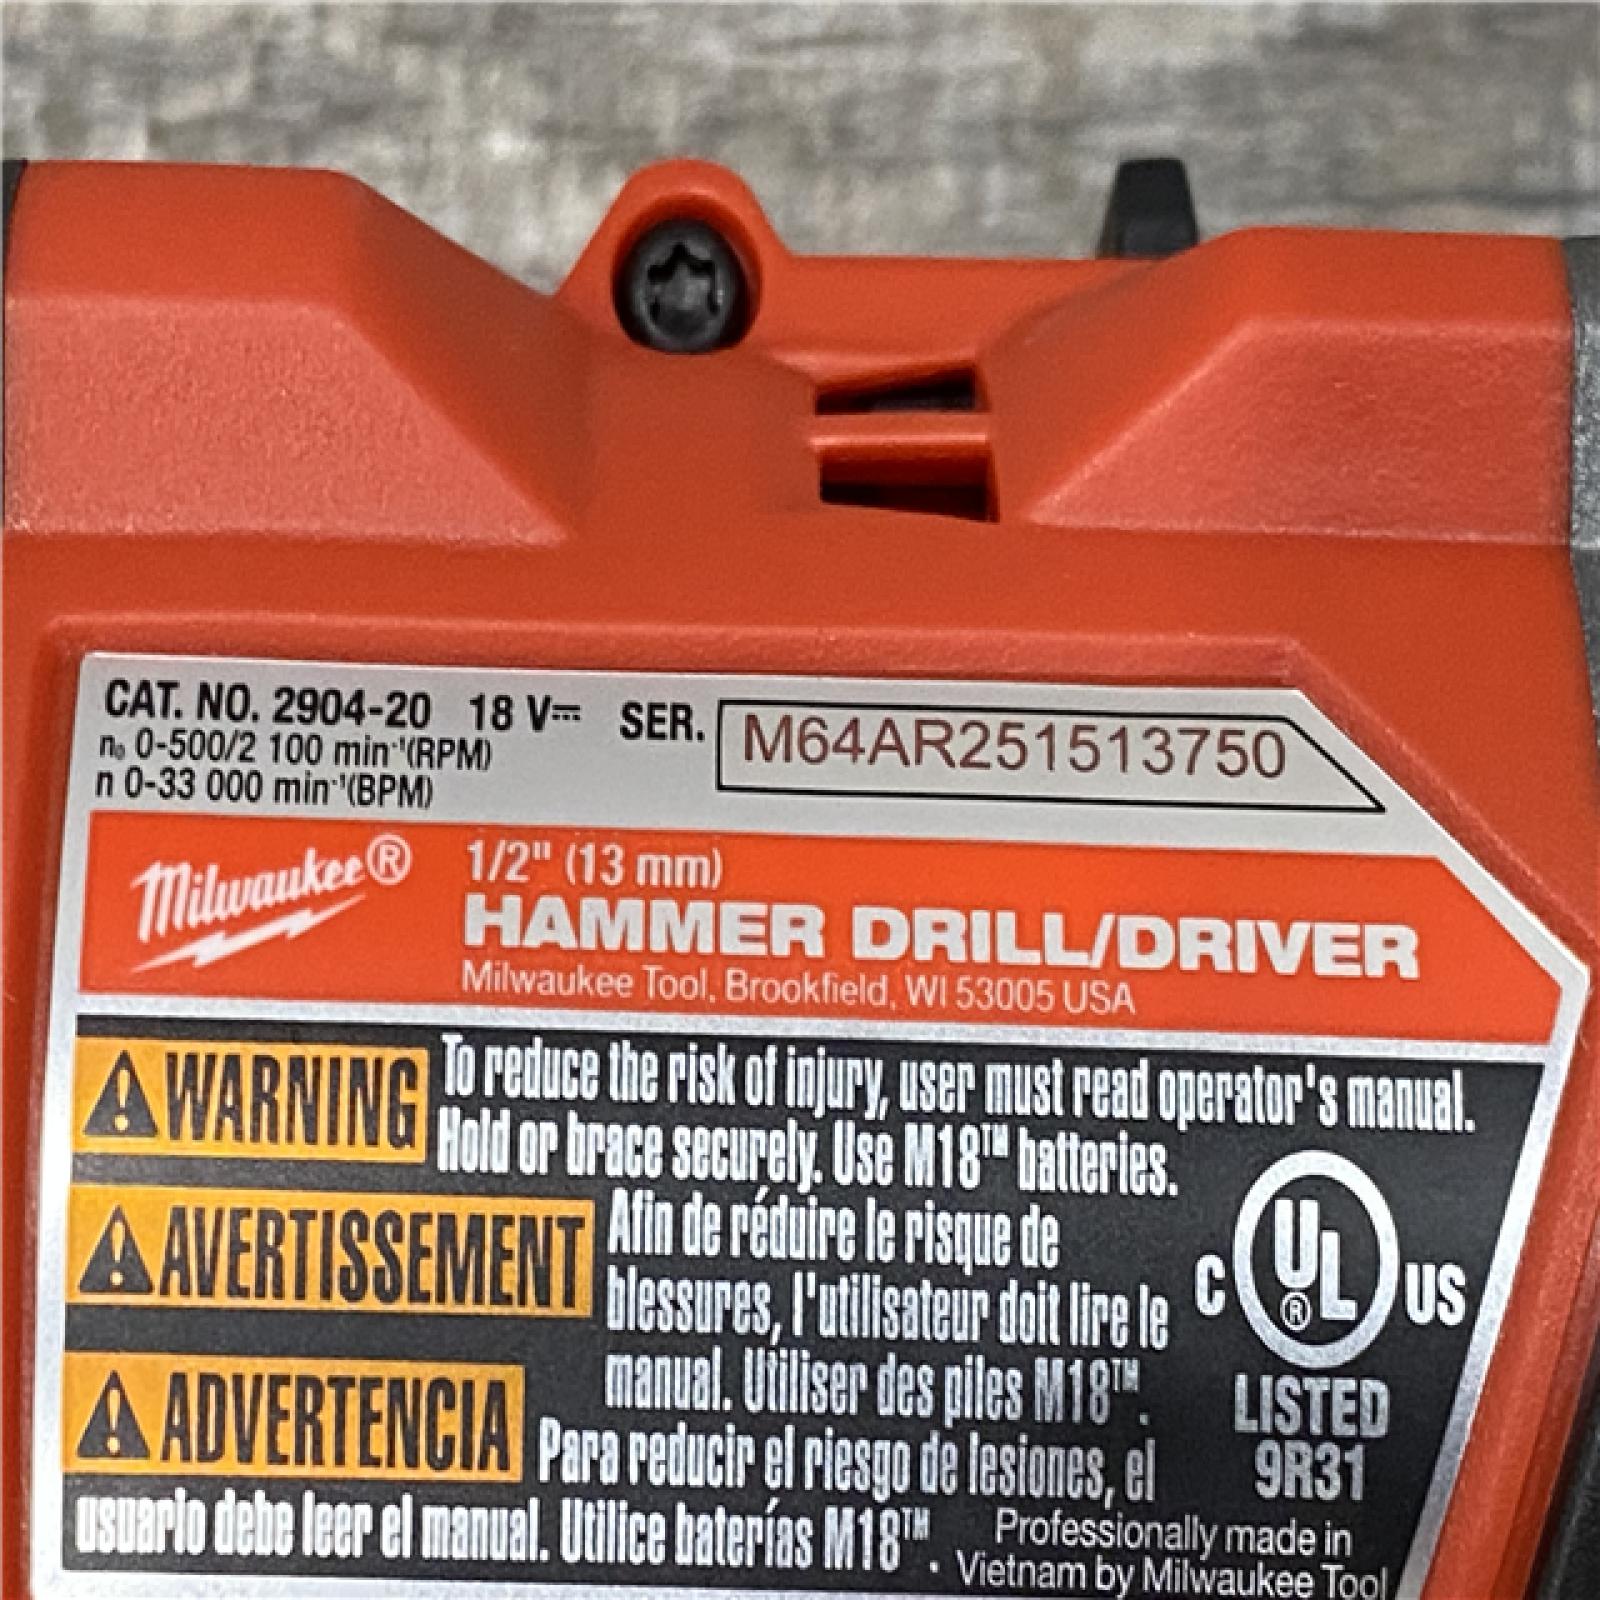 CAT. NO. 2904-20 18 V⎓ SER. M64AR251513750
n₀ 0-500/2 100 min⁻¹(RPM)
n 0-33 000 min⁻¹(BPM)
Milwaukee®
1/2" (13 mm)
HAMMER DRILL/DRIVER
Milwaukee Tool, Brookfield, WI 53005 USA
WARNING To reduce the risk of injury, user must read operator's manual.
Hold or brace securely. Use M18™ batteries.
AVERTISSEMENT Afin de réduire le risque de
blessures, l'utilisateur doit lire le
manual. Utiliser des piles M18™.
ADVERTENCIA Para reducir el riesgo de lesiones, el
usuario debe leer el manual. Utilice baterías M18™.
C UL® US
LISTED
9R31
Professionally made in
Vietnam by Milwaukee Tool